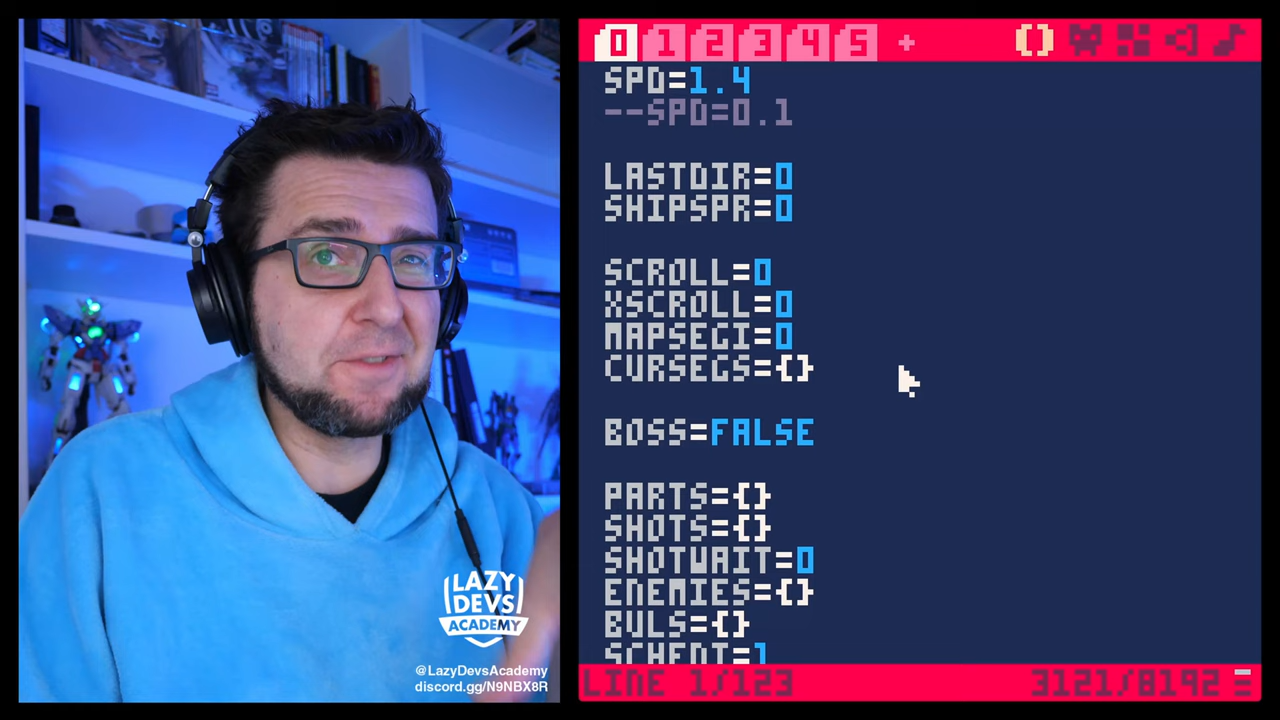 LAZY
DEVS
ACADEMY
@LazyDevsAcademy
discord.gg/N9NBX8R
0 1 2 3 4 5 + {}
SPD=1.4
--SPD=0.1
LASTDIR=0
SHIPSPR=0
SCROLL=0
XSCROLL=0
MAPSEGI=0
CURSEGS={}
BOSS=FALSE
PARTS={}
SHOTS={}
SHOTWAIT=0
ENEMIES={}
BULS={}
SCHEDI=1
LINE 1/123 3121/8192